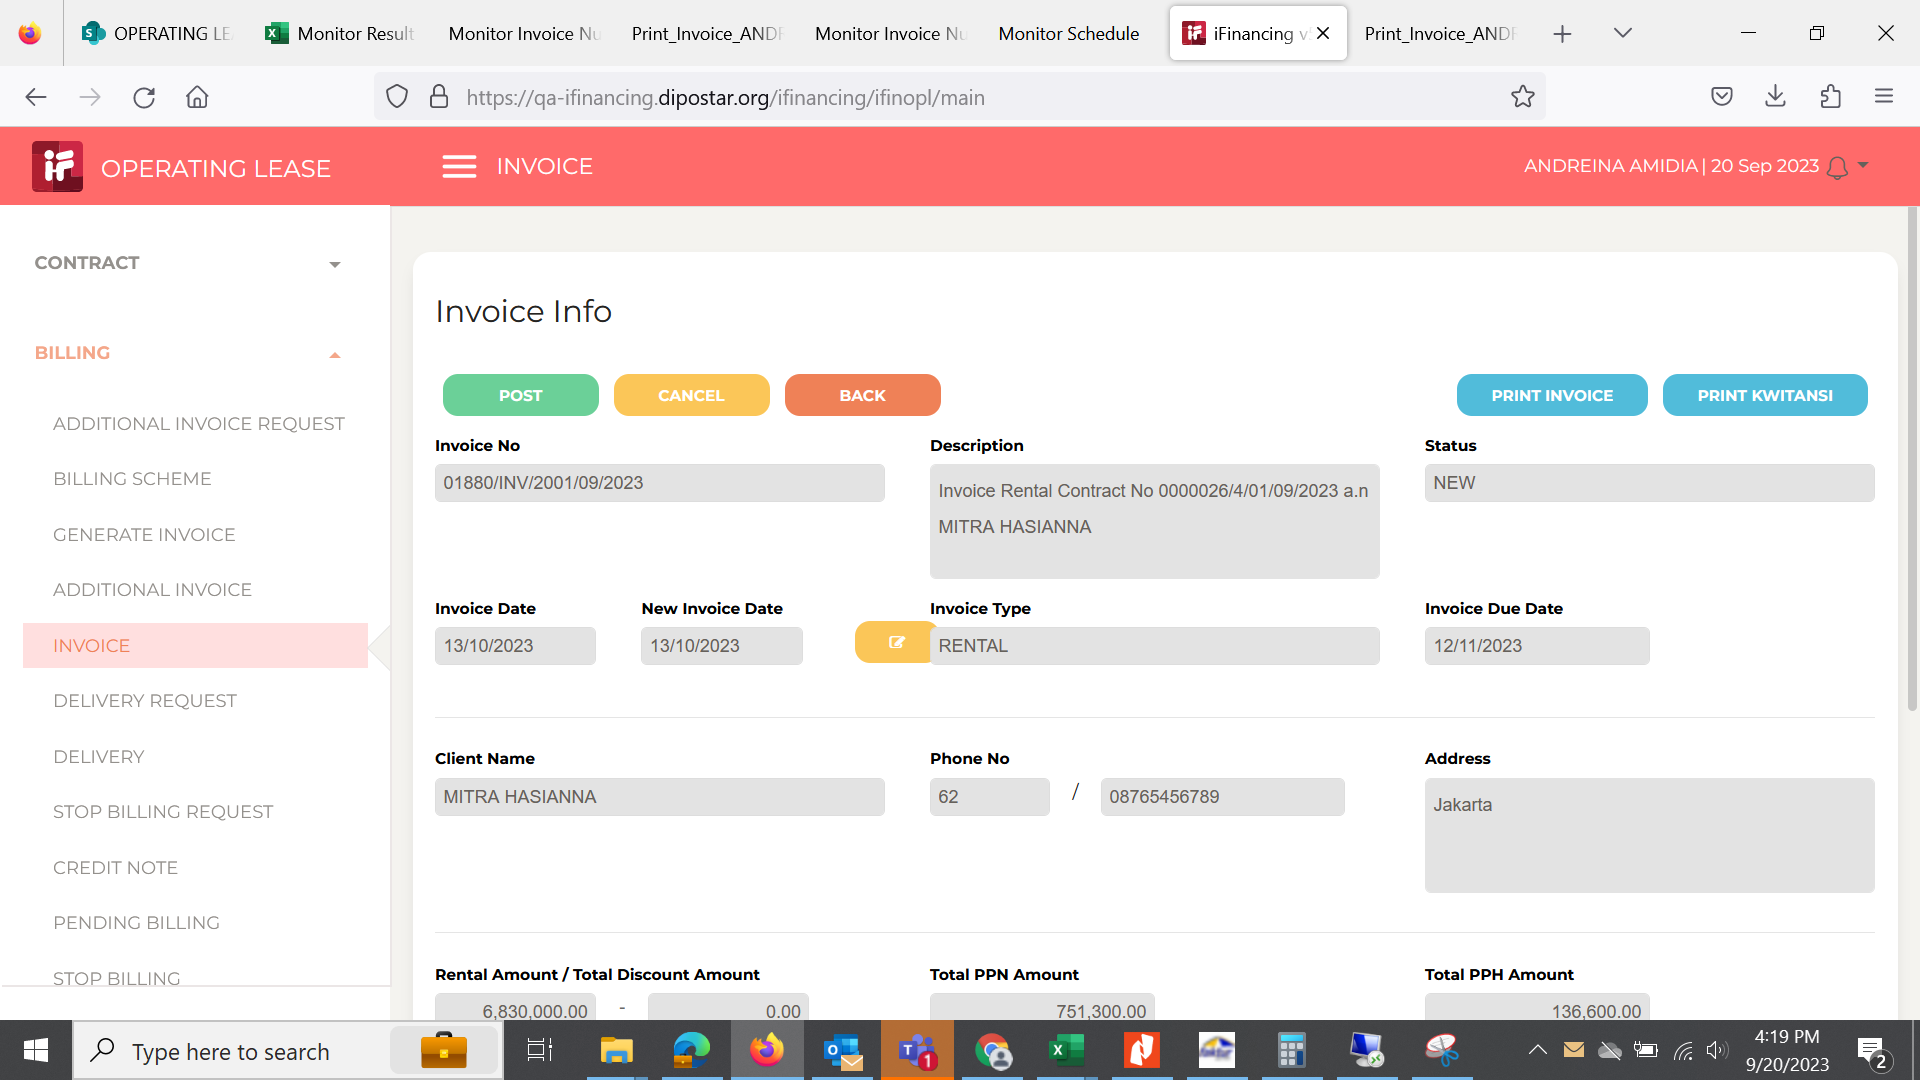 OPERATING LE
Monitor Result
Monitor Invoice Nu
Print_Invoice_ANDR
Monitor Invoice Nu
Monitor Schedule
iFinancing v
Print_Invoice_ANDR
https://qa-ifinancing.dipostar.org/ifinancing/ifinopl/main
iF OPERATING LEASE
INVOICE
ANDREINA AMIDIA | 20 Sep 2023
CONTRACT
BILLING
ADDITIONAL INVOICE REQUEST
BILLING SCHEME
GENERATE INVOICE
ADDITIONAL INVOICE
INVOICE
DELIVERY REQUEST
DELIVERY
STOP BILLING REQUEST
CREDIT NOTE
PENDING BILLING
STOP BILLING
Invoice Info
POST CANCEL BACK PRINT INVOICE PRINT KWITANSI
Invoice No Description Status
01880/INV/2001/09/2023
Invoice Rental Contract No 0000026/4/01/09/2023 a.n
MITRA HASIANNA
NEW
Invoice Date New Invoice Date Invoice Type Invoice Due Date
13/10/2023 13/10/2023 RENTAL 12/11/2023
Client Name Phone No Address
MITRA HASIANNA 62 / 08765456789 Jakarta
Rental Amount / Total Discount Amount Total PPN Amount Total PPH Amount
6,830,000.00 - 0.00 751,300.00 136,600.00
Type here to search
1
4:19 PM
9/20/2023
2